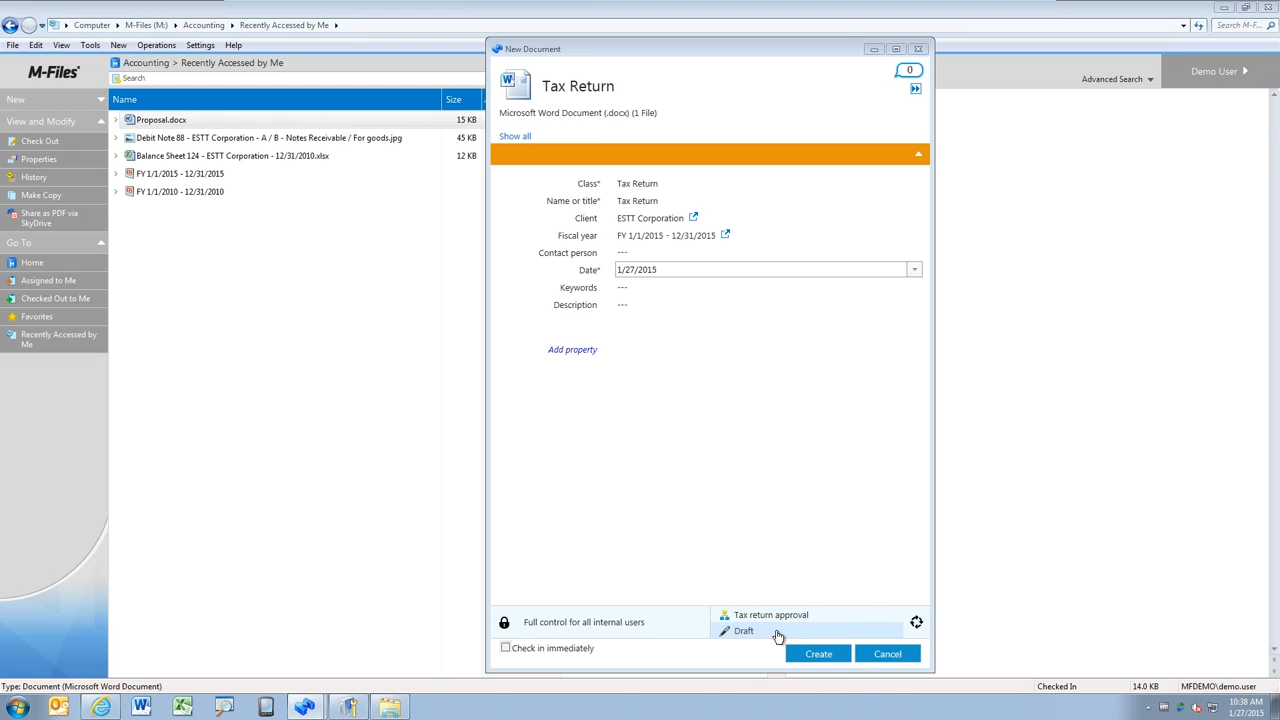 Computer ▸ M-Files (M:) ▸ Accounting ▸ Recently Accessed by Me ▸
Search M-F...
File Edit View Tools New Operations Settings Help
M-Files
Accounting > Recently Accessed by Me
Search
Advanced Search
Demo User
New
View and Modify
Check Out
Properties
History
Make Copy
Share as PDF via
SkyDrive
Go To
Home
Assigned to Me
Checked Out to Me
Favorites
Recently Accessed by
Me
Name Size
Proposal.docx 15 KB
Debit Note 88 - ESTT Corporation - A / B - Notes Receivable / For goods.jpg 45 KB
Balance Sheet 124 - ESTT Corporation - 12/31/2010.xlsx 12 KB
FY 1/1/2015 - 12/31/2015
FY 1/1/2010 - 12/31/2010
New Document
Tax Return
0
Microsoft Word Document (.docx) (1 File)
Show all
Class* Tax Return
Name or title* Tax Return
Client ESTT Corporation
Fiscal year FY 1/1/2015 - 12/31/2015
Contact person ---
Date* 1/27/2015
Keywords ---
Description ---
Add property
Full control for all internal users
Tax return approval
Draft
Check in immediately
Create
Cancel
Type: Document (Microsoft Word Document)
Checked In 14.0 KB MFDEMO\demo.user
10:38 AM
1/27/2015